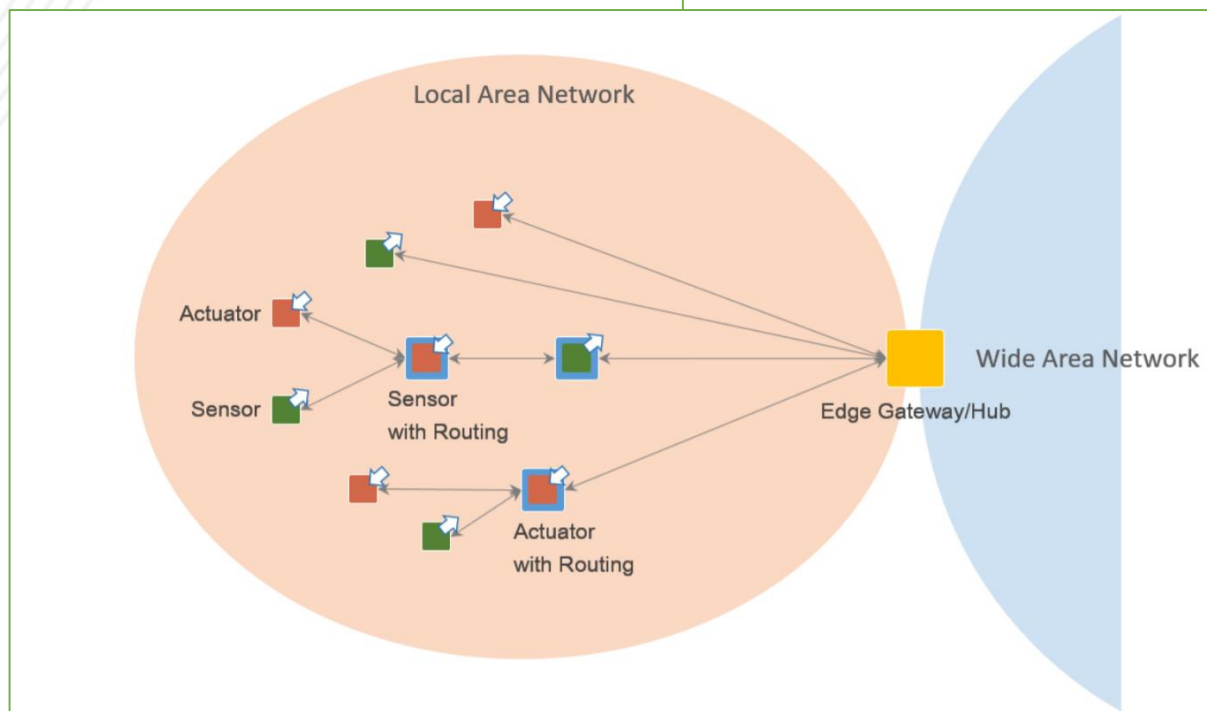 Local Area Network
Actuator
Sensor
Sensor
with Routing
Actuator
with Routing
Edge Gateway/Hub
Wide Area Network